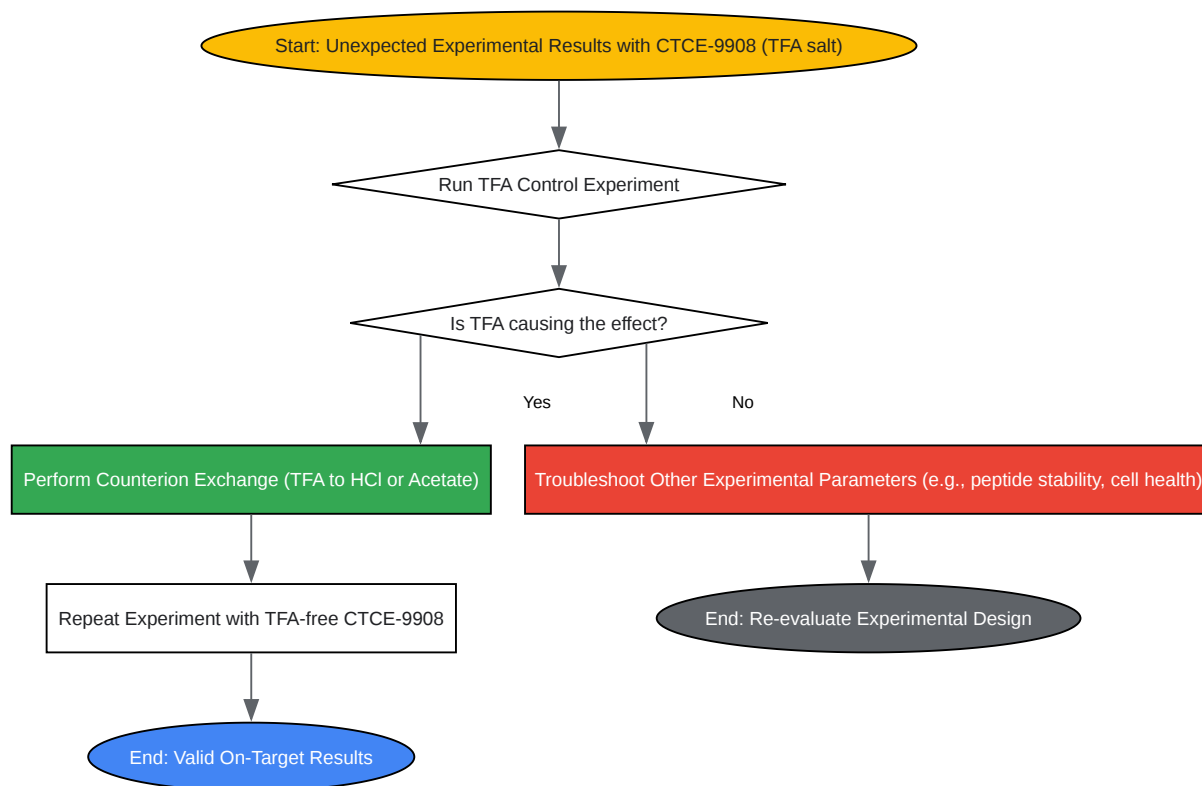 Start: Unexpected Experimental Results with CTCE-9908 (TFA salt)
Run TFA Control Experiment
Is TFA causing the effect?
Yes
No
Perform Counterion Exchange (TFA to HCl or Acetate)
Troubleshoot Other Experimental Parameters (e.g., peptide stability, cell health)
Repeat Experiment with TFA-free CTCE-9908
End: Re-evaluate Experimental Design
End: Valid On-Target Results